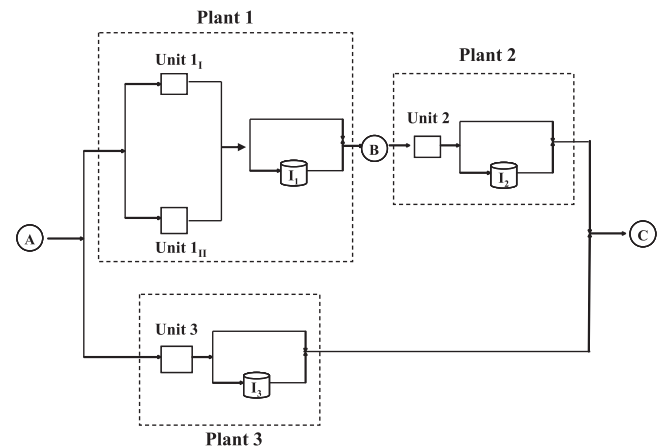 Plant 1
Plant 2
Unit 1I
Unit 2
I1
B
I2
A
Unit 1II
C
Unit 3
I3
Plant 3